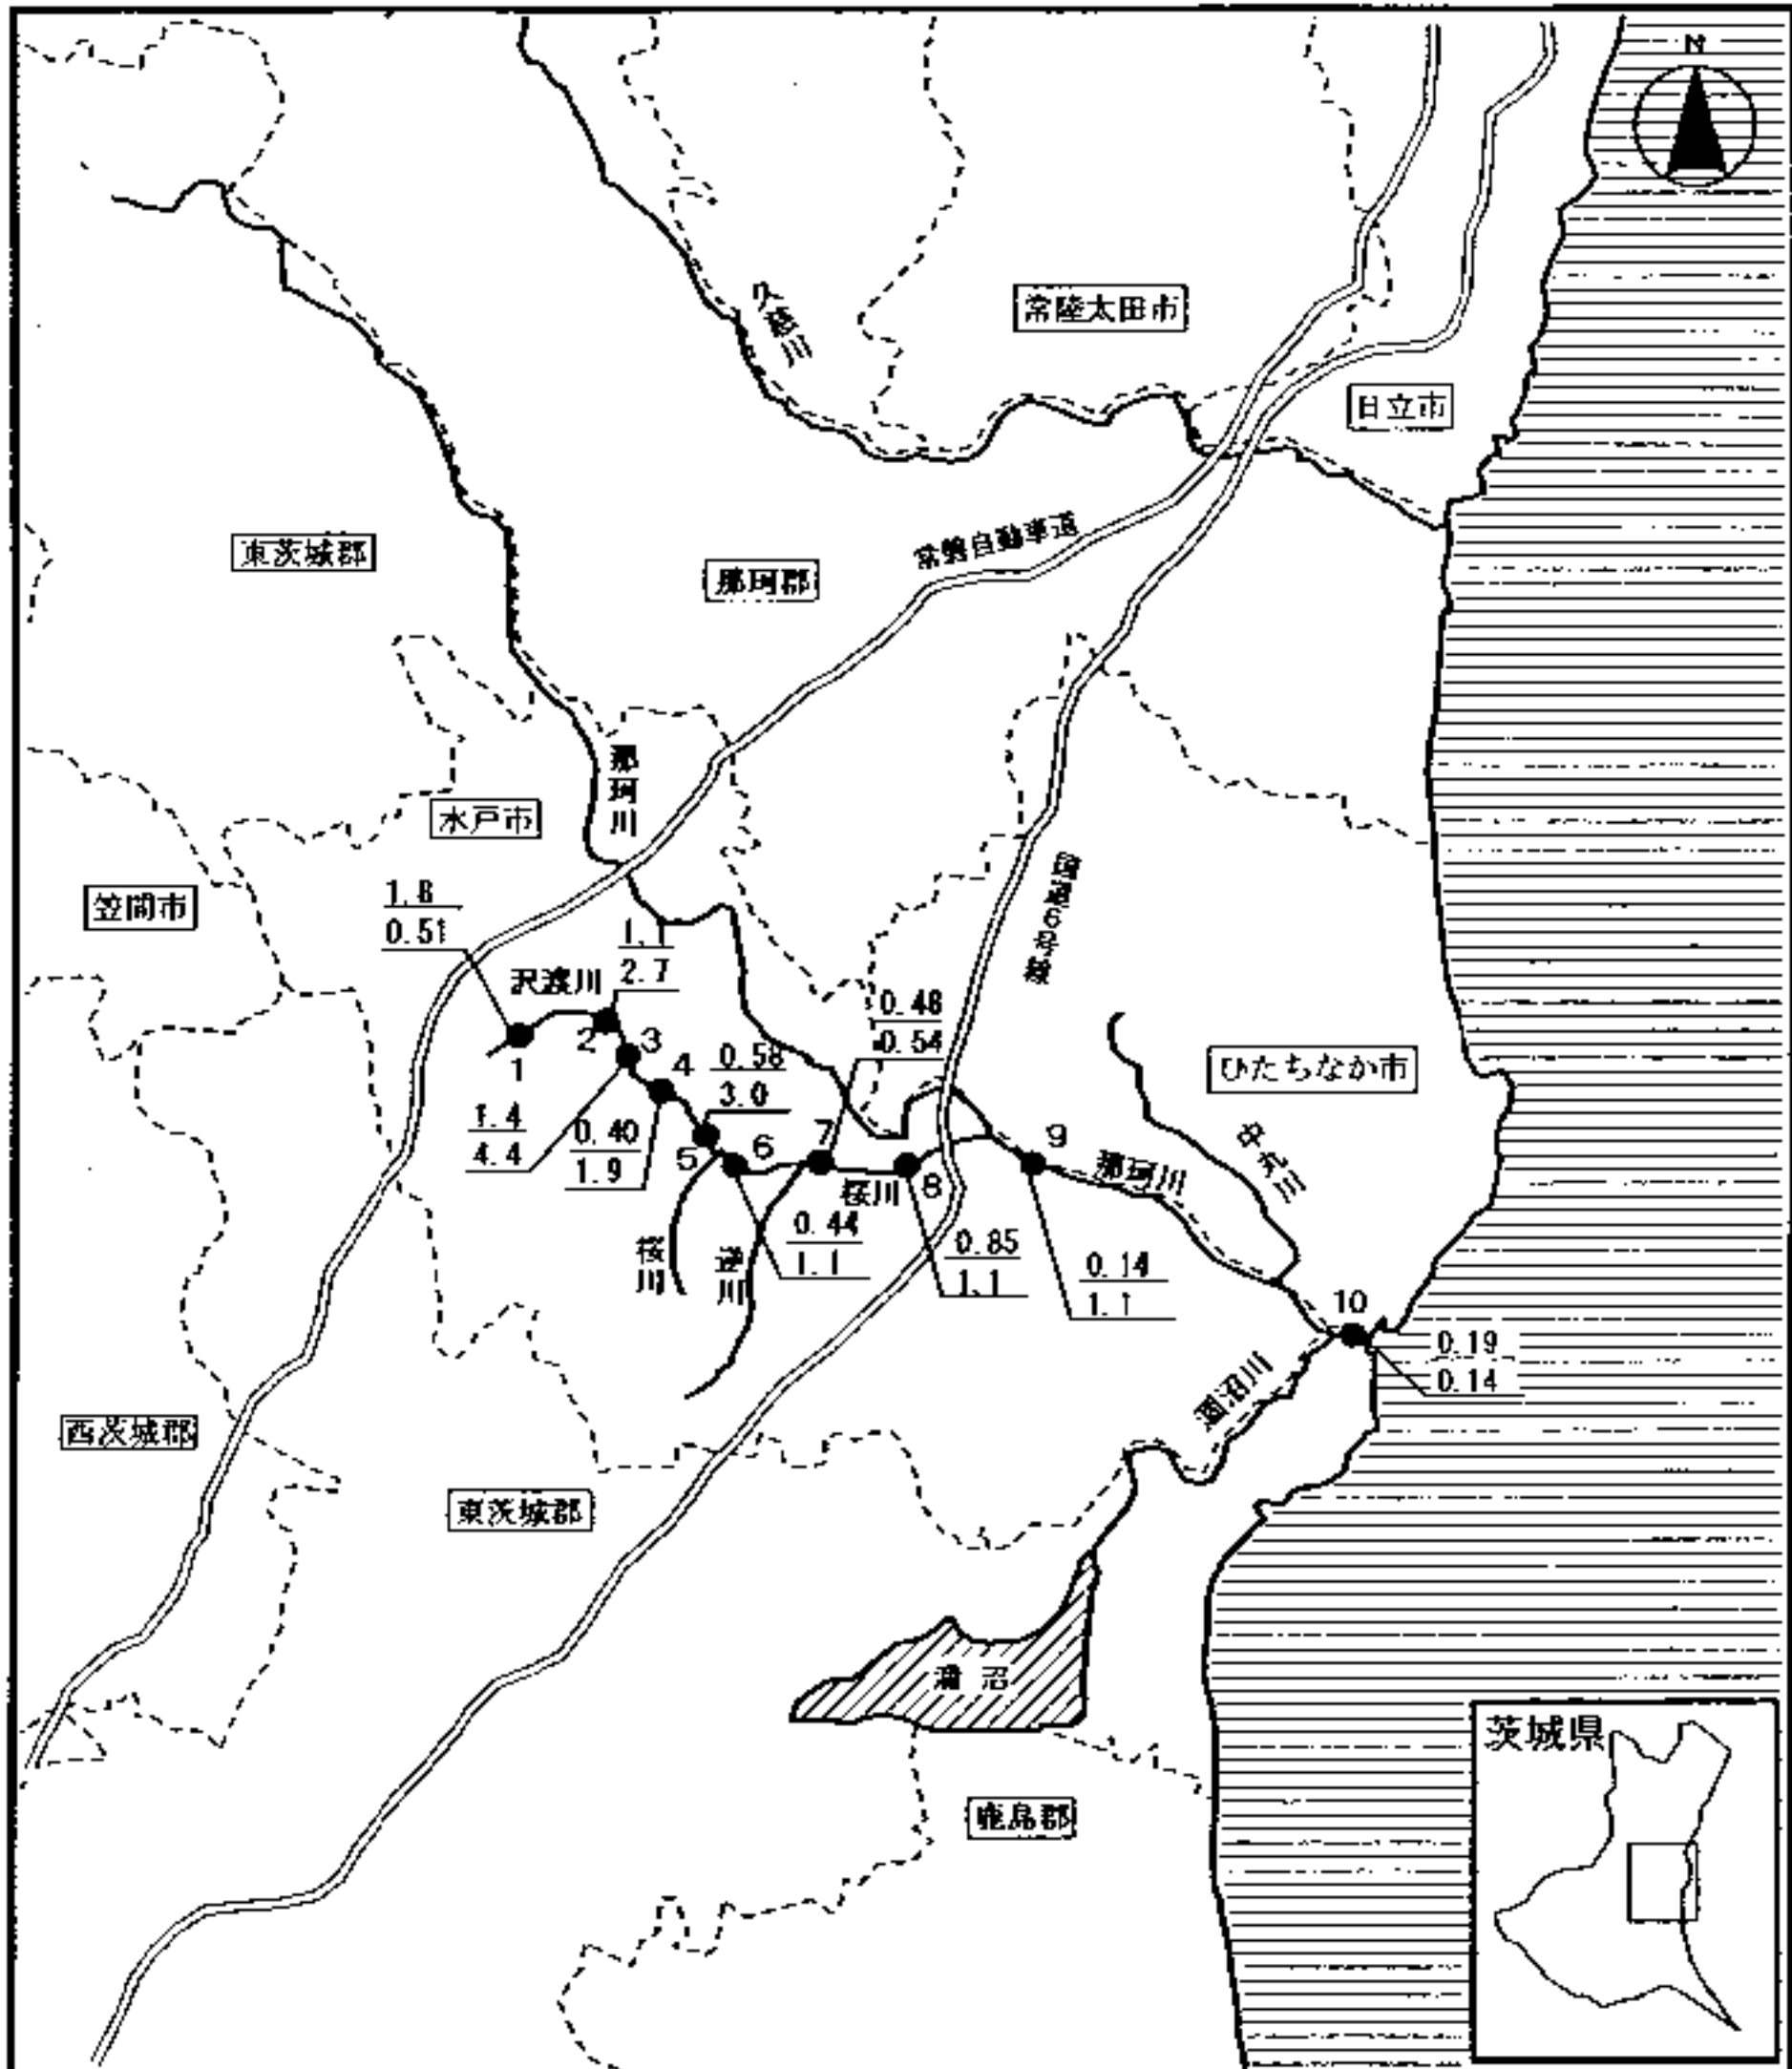 N
久慈川
常陸太田市
日立市
常磐自動車道
東茨城郡
那珂郡
那珂川
水戸市
国道6号線
笠間市
1.8
0.51
1.1
2.7
沢渡川
0.48
0.54
1
2
3
4
0.58
3.0
ひたちなか市
1.4
4.4
0.40
1.9
5
6
7
8
9
桜川
那珂川
中丸川
桜川
逆川
0.44
1.1
0.85
1.1
0.14
1.1
10
0.19
0.14
涸沼川
西茨城郡
東茨城郡
涸沼
鹿島郡
茨城県